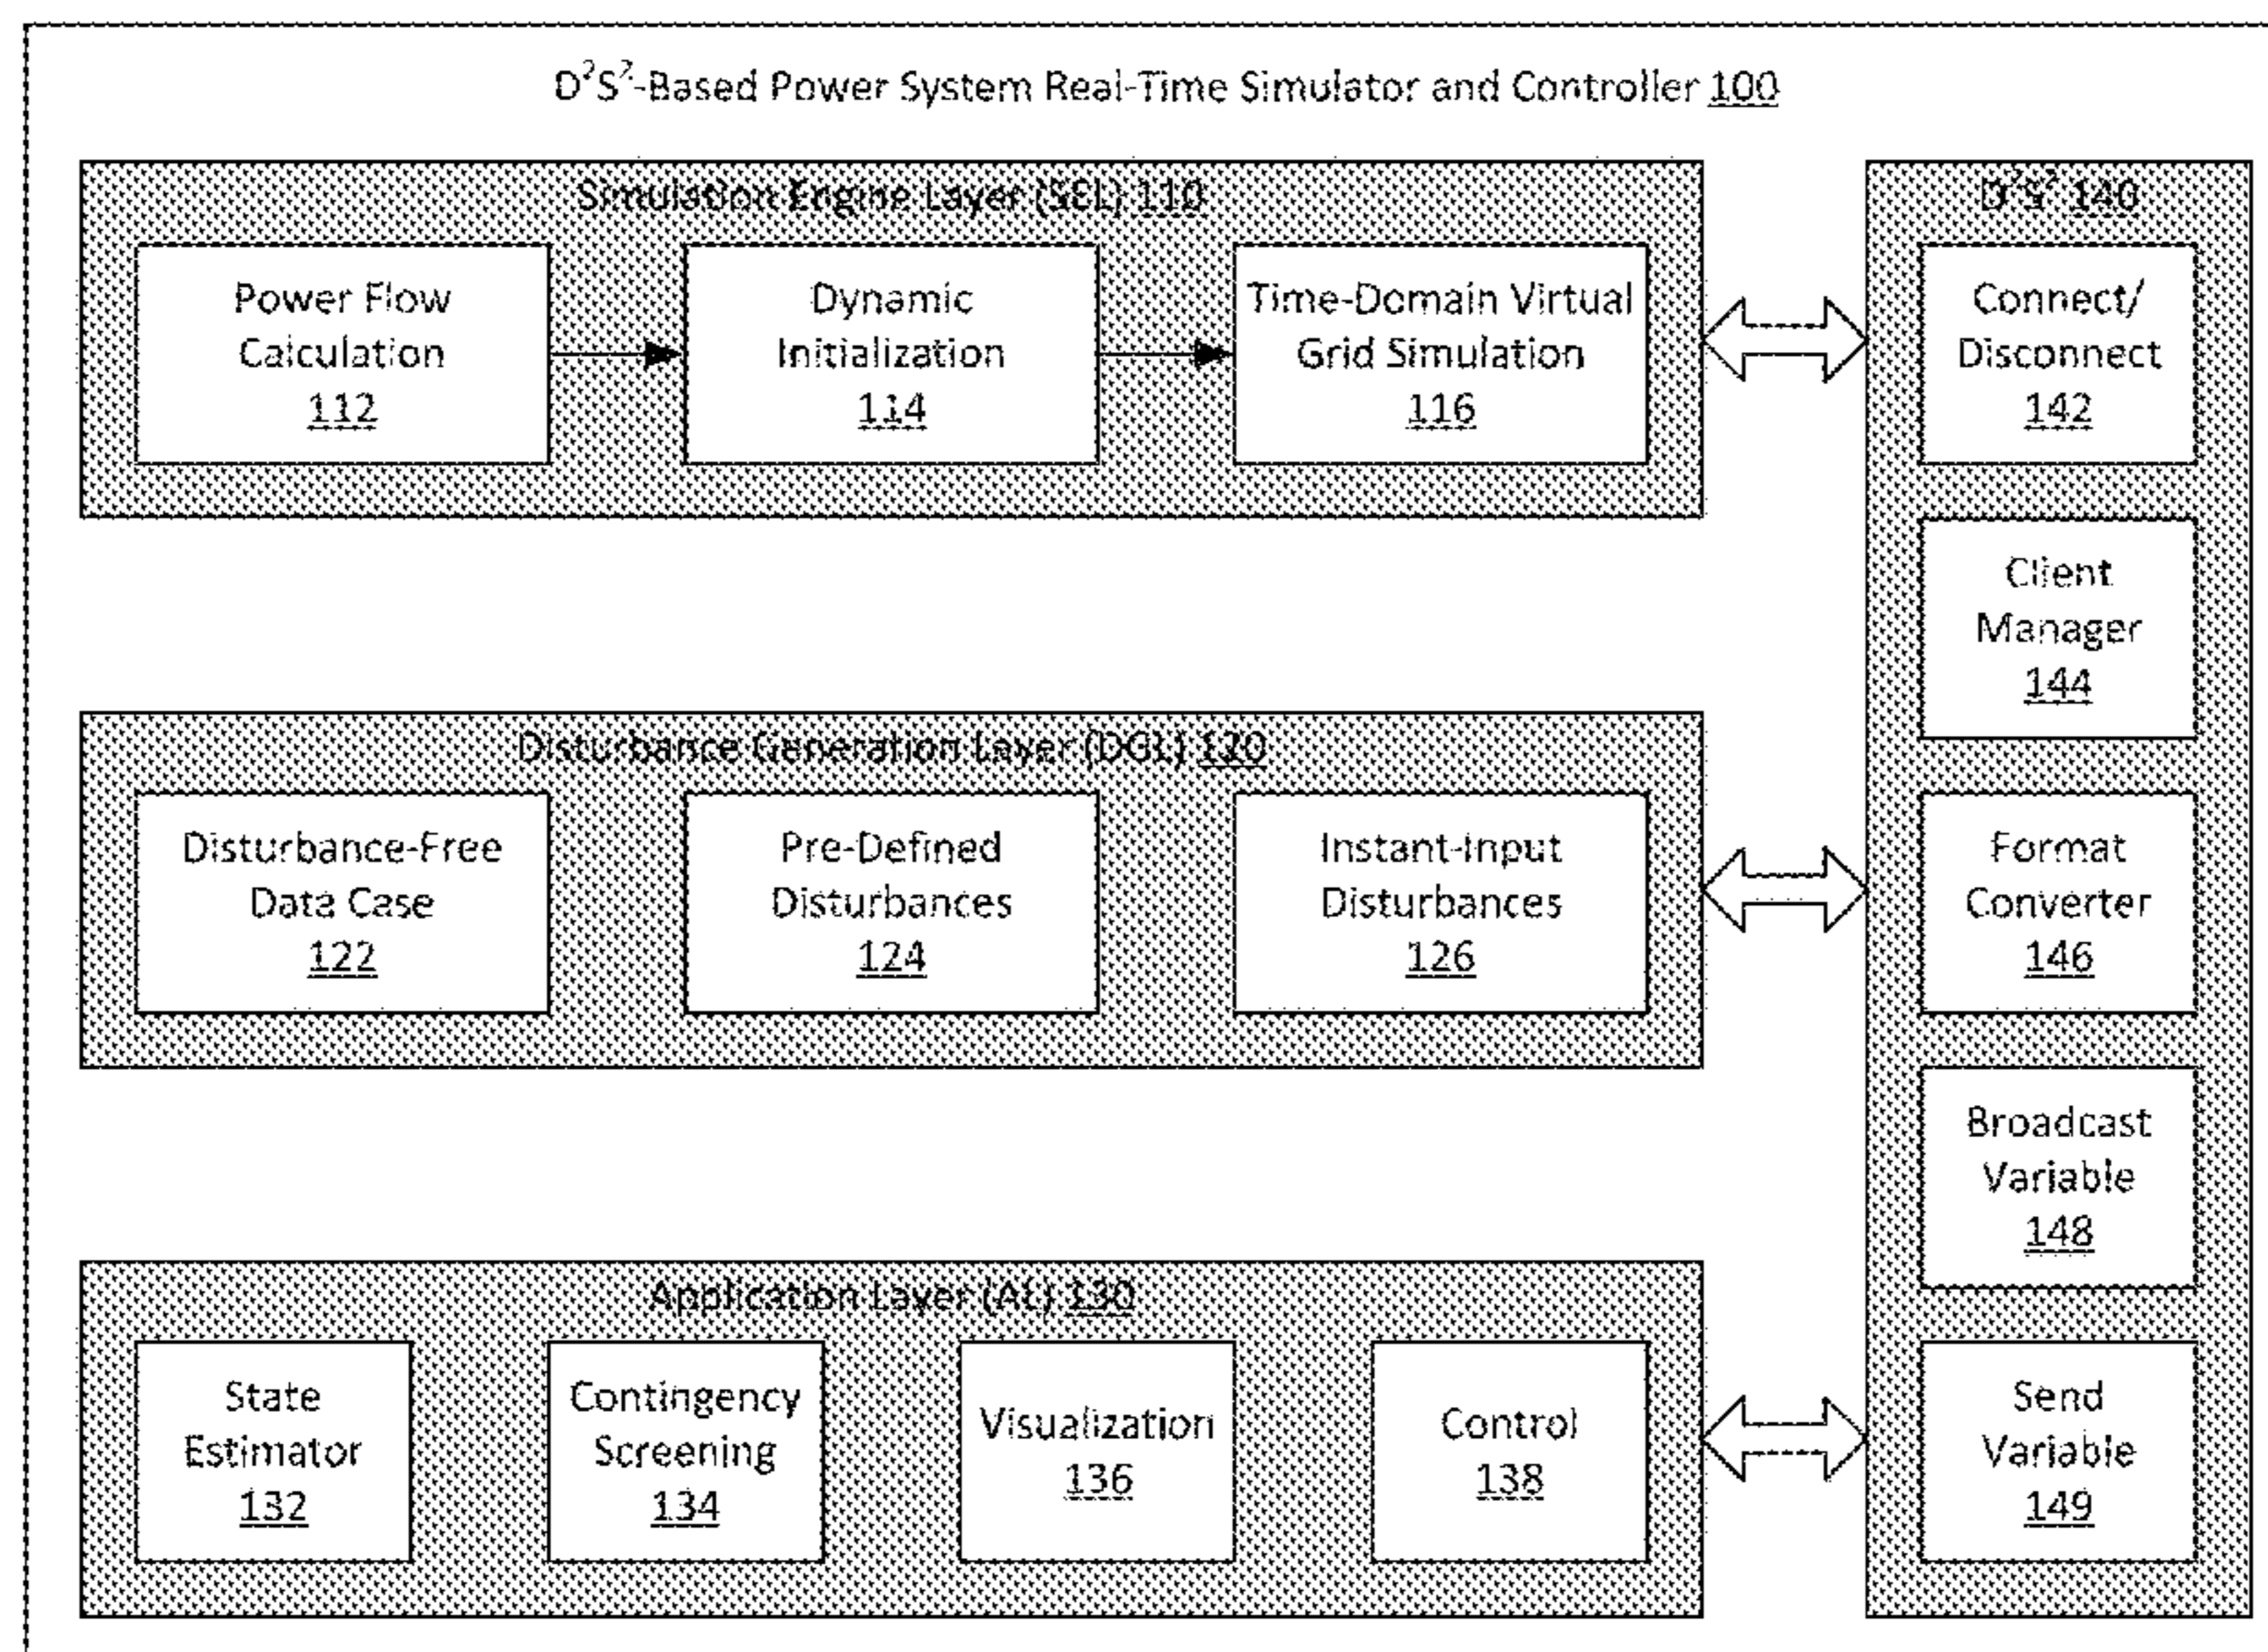 D²S²-Based Power System Real-Time Simulator and Controller 100
Simulation Engine Layer (SEL) 110
Power Flow
Calculation
112
Dynamic
Initialization
114
Time-Domain Virtual
Grid Simulation
116
Disturbance Generation Layer (DGL) 120
Disturbance-Free
Data Case
122
Pre-Defined
Disturbances
124
Instant-Input
Disturbances
126
Application Layer (AL) 130
State
Estimator
132
Contingency
Screening
134
Visualization
136
Control
138
D²S² 140
Connect/
Disconnect
142
Client
Manager
144
Format
Converter
146
Broadcast
Variable
148
Send
Variable
149